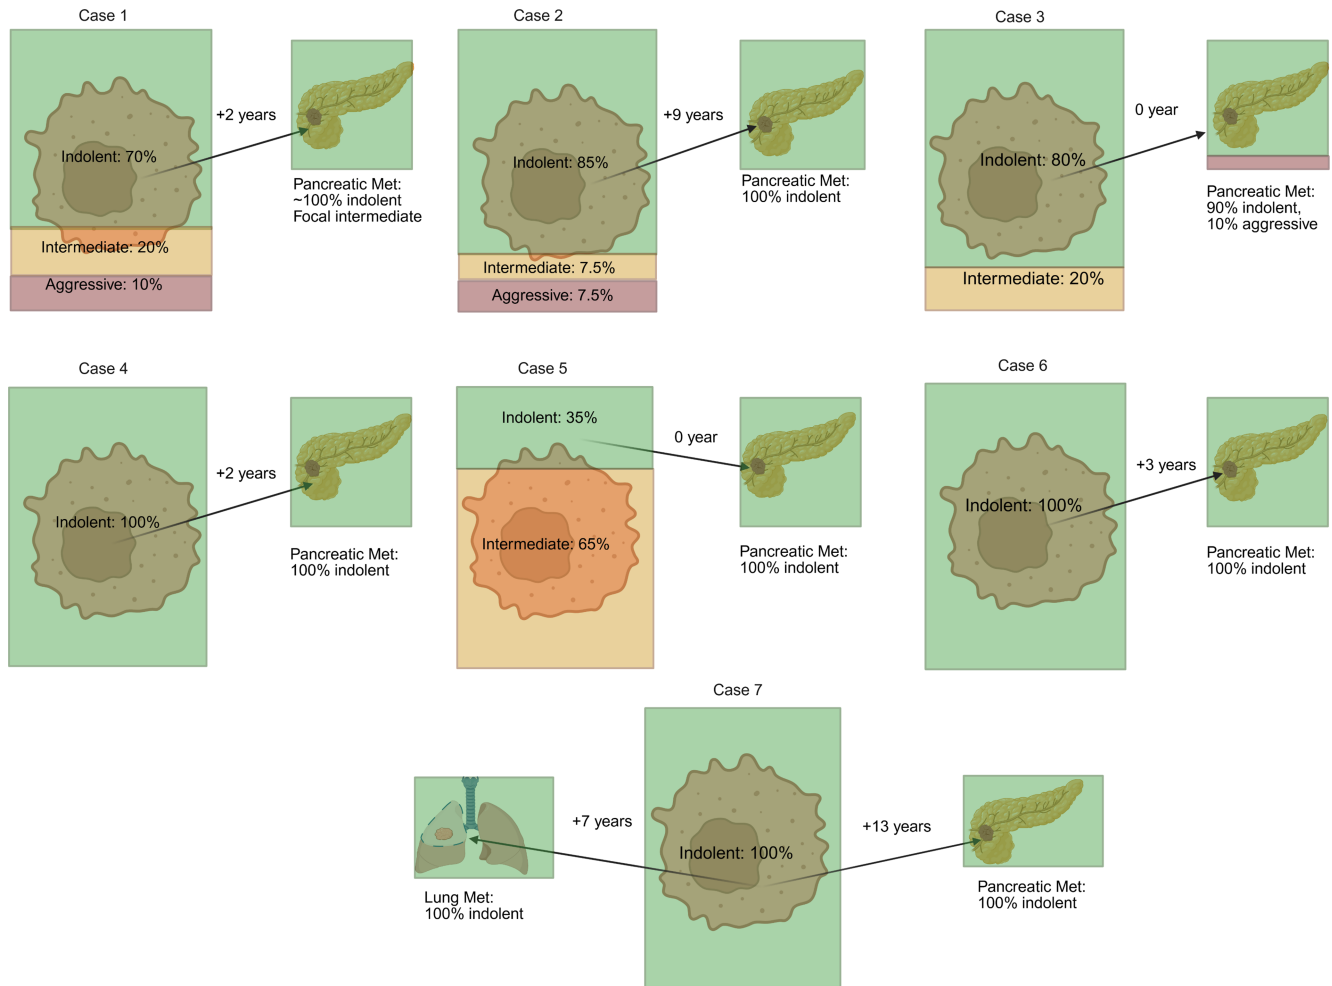 Case 1
Indolent: 70%
Intermediate: 20%
Aggressive: 10%
+2 years
Pancreatic Met:
~100% indolent
Focal intermediate
Case 2
Indolent: 85%
Intermediate: 7.5%
Aggressive: 7.5%
+9 years
Pancreatic Met:
100% indolent
Case 3
Indolent: 80%
Intermediate: 20%
0 year
Pancreatic Met:
90% indolent,
10% aggressive
Case 4
Indolent: 100%
+2 years
Pancreatic Met:
100% indolent
Case 5
Indolent: 35%
Intermediate: 65%
0 year
Pancreatic Met:
100% indolent
Case 6
Indolent: 100%
+3 years
Pancreatic Met:
100% indolent
Case 7
Indolent: 100%
+7 years
Lung Met:
100% indolent
+13 years
Pancreatic Met:
100% indolent